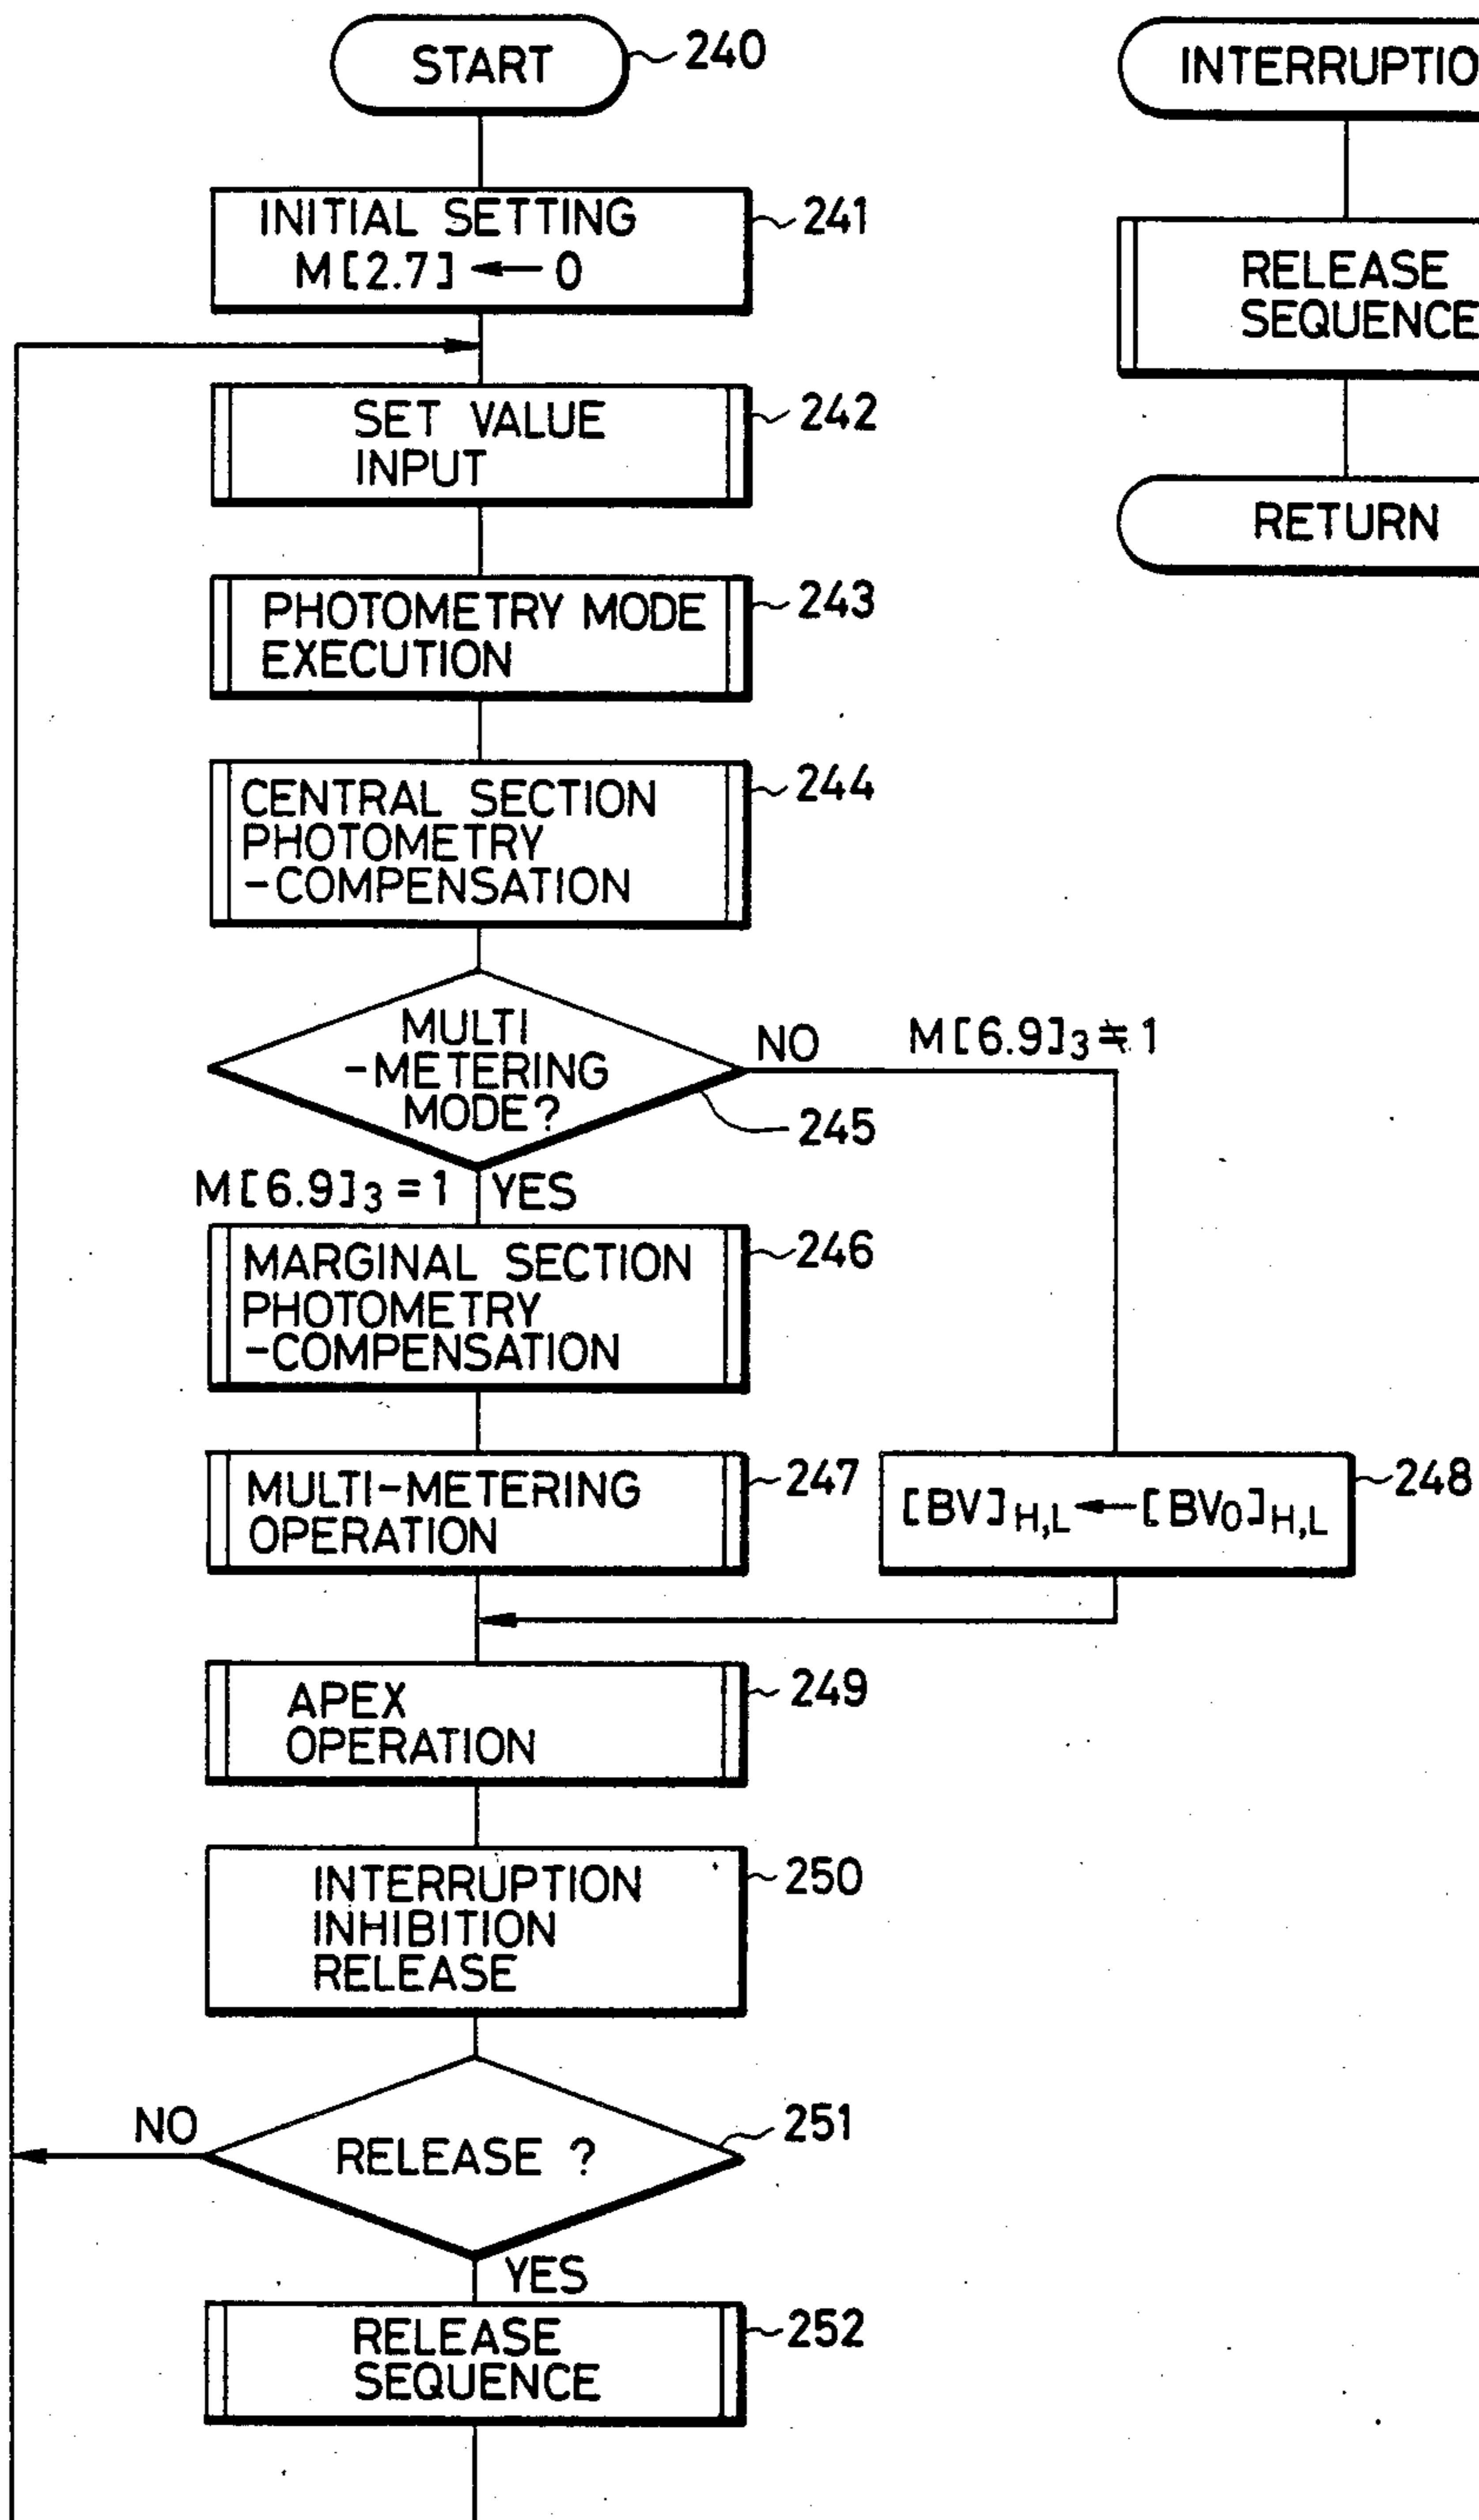 START
240
INITIAL SETTING
M[2.7] ← 0
241
SET VALUE
INPUT
242
PHOTOMETRY MODE
EXECUTION
243
CENTRAL SECTION
PHOTOMETRY
-COMPENSATION
244
MULTI
-METERING
MODE?
245
NO
M[6.9]3 ≠ 1
M[6.9]3 = 1
YES
MARGINAL SECTION
PHOTOMETRY
-COMPENSATION
246
MULTI-METERING
OPERATION
247
[BV]H,L ← [BV0]H,L
248
APEX
OPERATION
249
INTERRUPTION
INHIBITION
RELEASE
250
RELEASE ?
251
NO
YES
RELEASE
SEQUENCE
252
INTERRUPTIO
RELEASE
SEQUENCE
RETURN